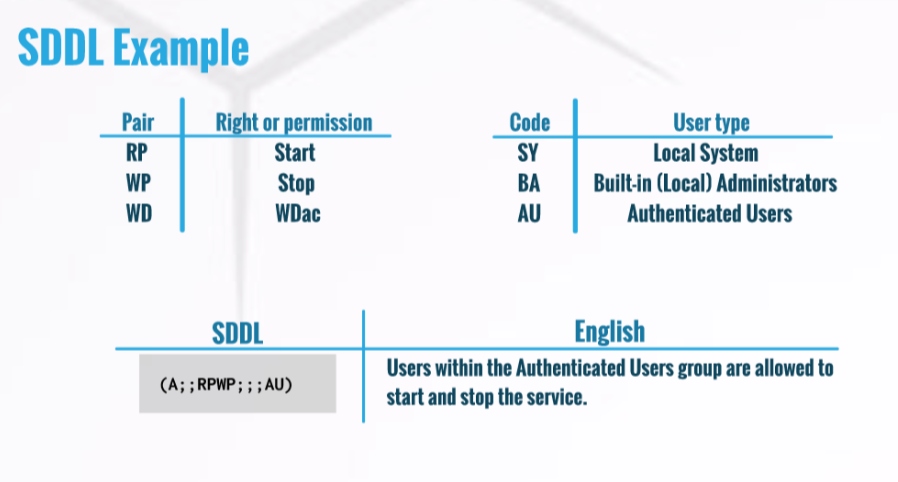 SDDL Example
Pair Right or permission
RP Start
WP Stop
WD WDac
Code User type
SY Local System
BA Built-in (Local) Administrators
AU Authenticated Users
SDDL English
(A;;RPWP;;;AU)
Users within the Authenticated Users group are allowed to
start and stop the service.